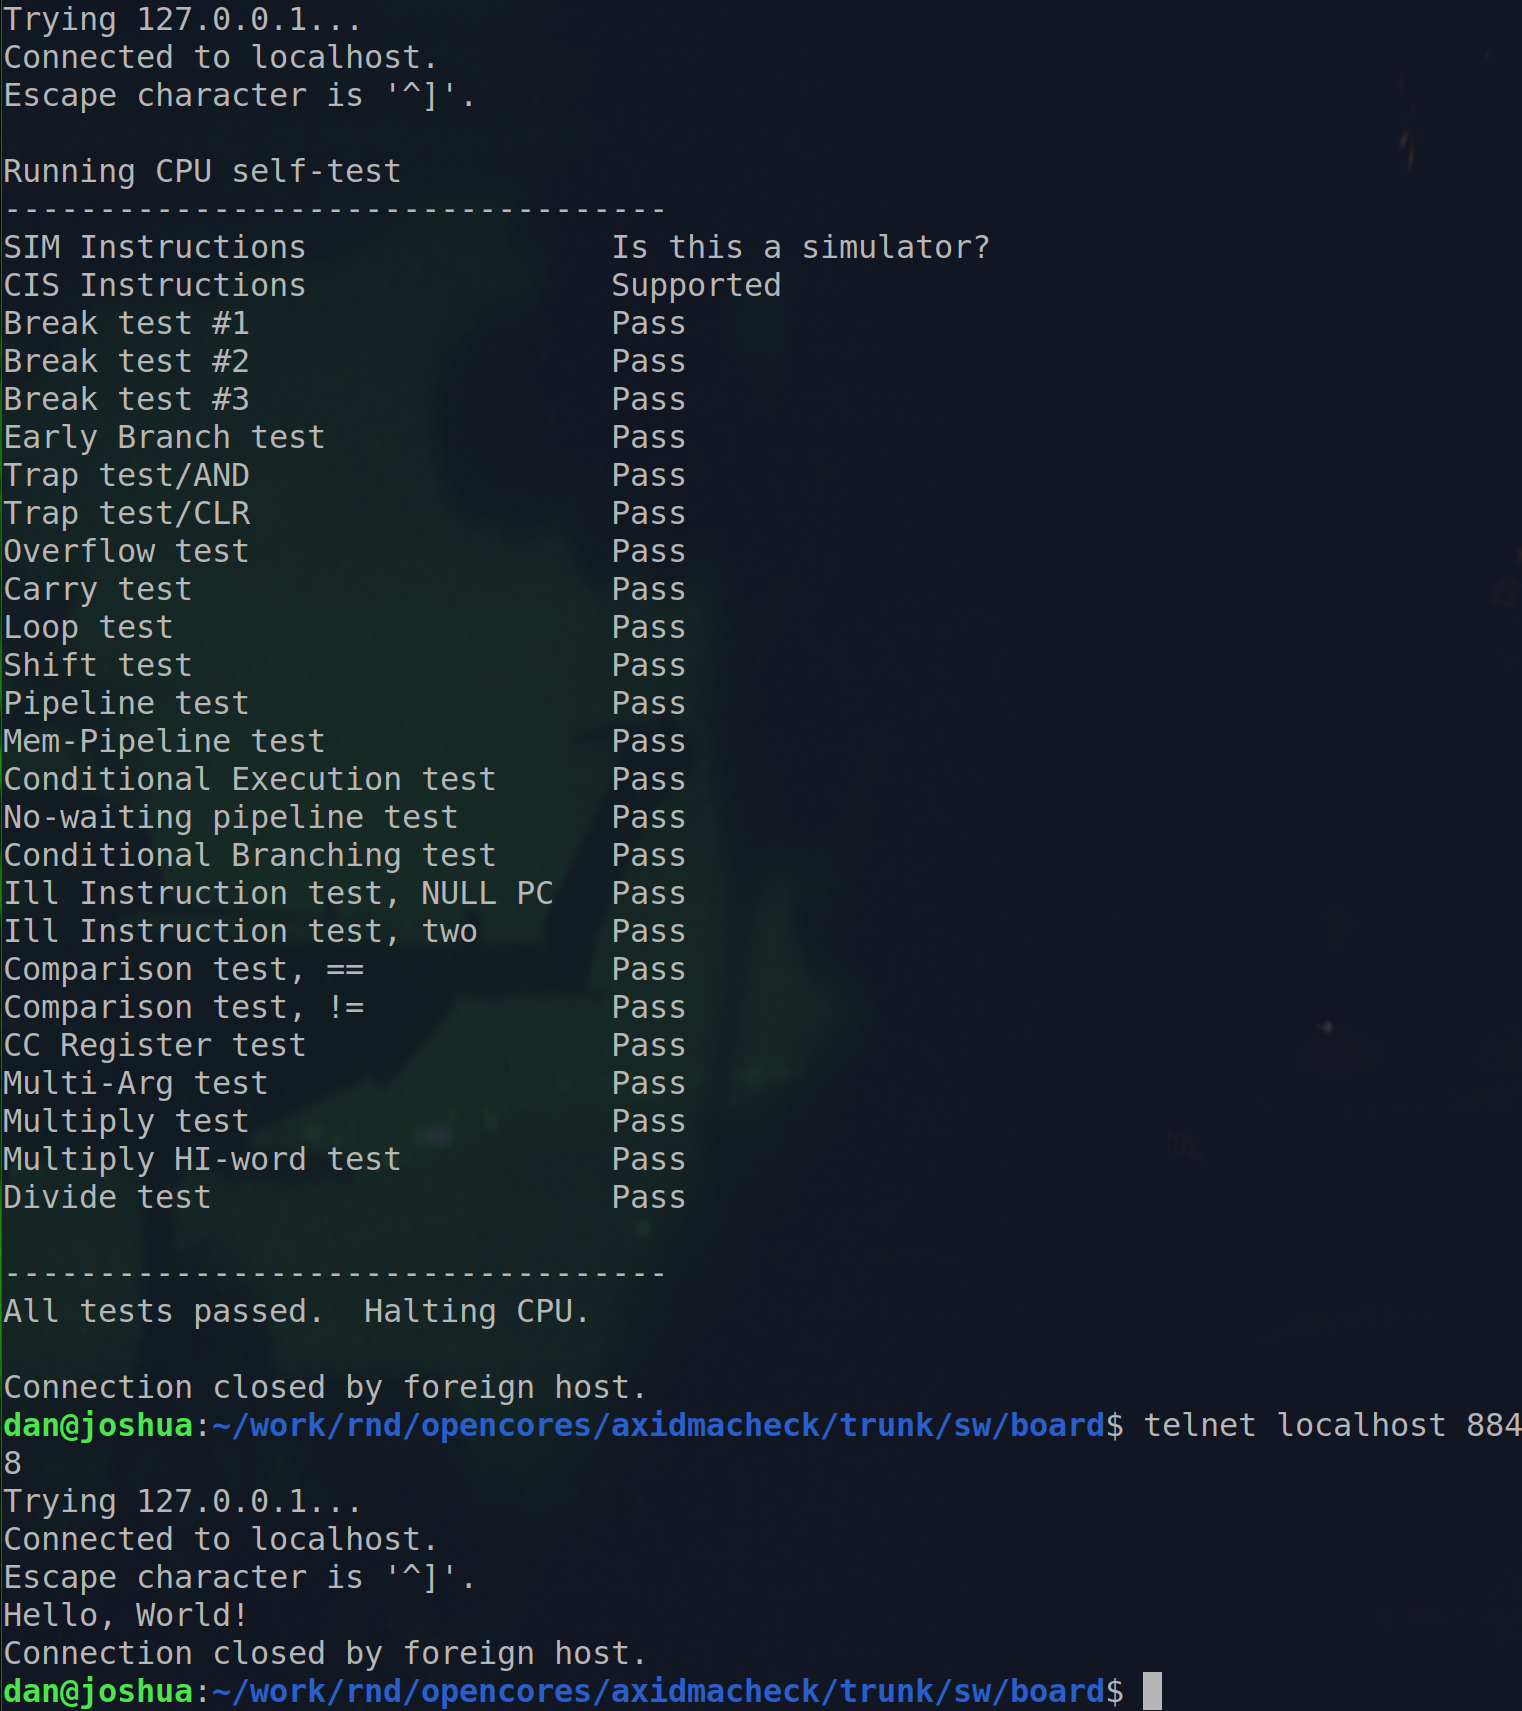 Trying 127.0.0.1...
Connected to localhost.
Escape character is '^]'.
Running CPU self-test
-----------------------------------
SIM Instructions                Is this a simulator?
CIS Instructions                Supported
Break test #1                   Pass
Break test #2                   Pass
Break test #3                   Pass
Early Branch test               Pass
Trap test/AND                   Pass
Trap test/CLR                   Pass
Overflow test                   Pass
Carry test                      Pass
Loop test                       Pass
Shift test                      Pass
Pipeline test                   Pass
Mem-Pipeline test               Pass
Conditional Execution test      Pass
No-waiting pipeline test        Pass
Conditional Branching test      Pass
Ill Instruction test, NULL PC   Pass
Ill Instruction test, two       Pass
Comparison test, ==             Pass
Comparison test, !=             Pass
CC Register test                Pass
Multi-Arg test                  Pass
Multiply test                   Pass
Multiply HI-word test           Pass
Divide test                     Pass
-----------------------------------
All tests passed.  Halting CPU.
Connection closed by foreign host.
dan@joshua:~/work/rnd/opencores/axidmacheck/trunk/sw/board$ telnet localhost 884
8
Trying 127.0.0.1...
Connected to localhost.
Escape character is '^]'.
Hello, World!
Connection closed by foreign host.
dan@joshua:~/work/rnd/opencores/axidmacheck/trunk/sw/board$